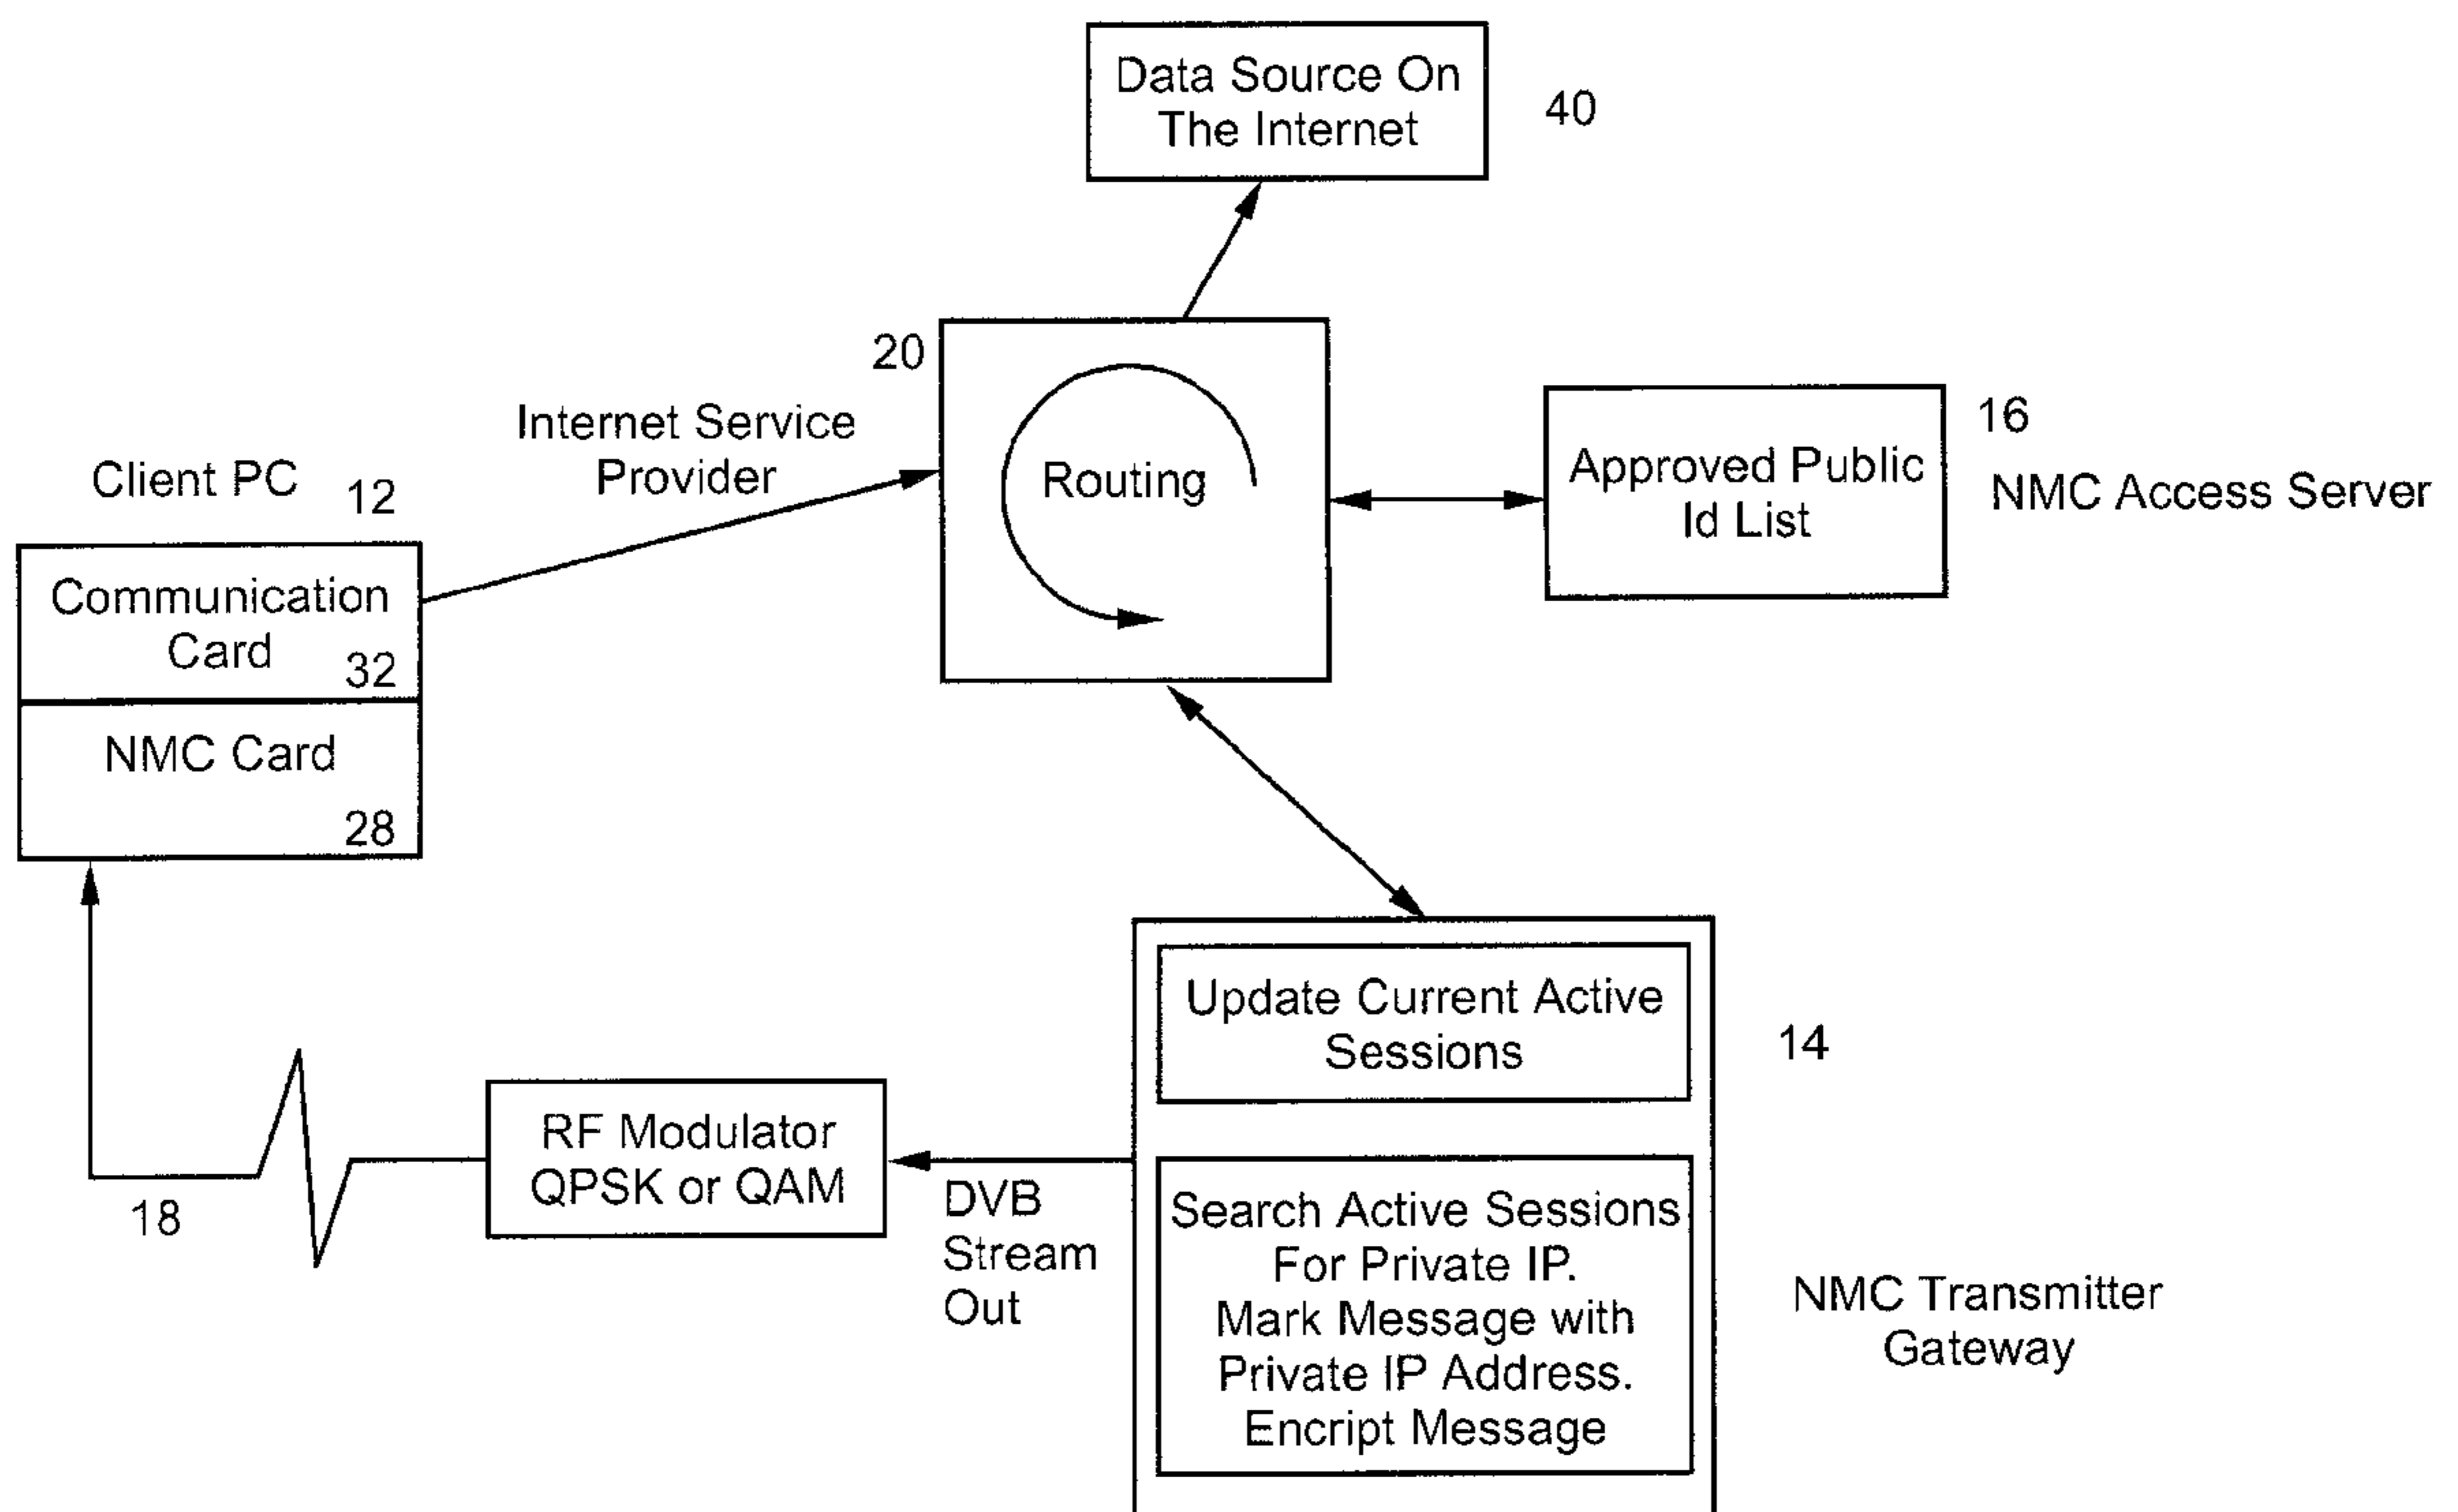 Data Source On
The Internet
40
20
Internet Service
Provider
Routing
Approved Public
Id List
16
NMC Access Server
Client PC
12
Communication
Card
32
NMC Card
28
Update Current Active
Sessions
14
RF Modulator
QPSK or QAM
18
DVB
Stream
Out
Search Active Sessions
For Private IP.
Mark Message with
Private IP Address.
Encript Message
NMC Transmitter
Gateway